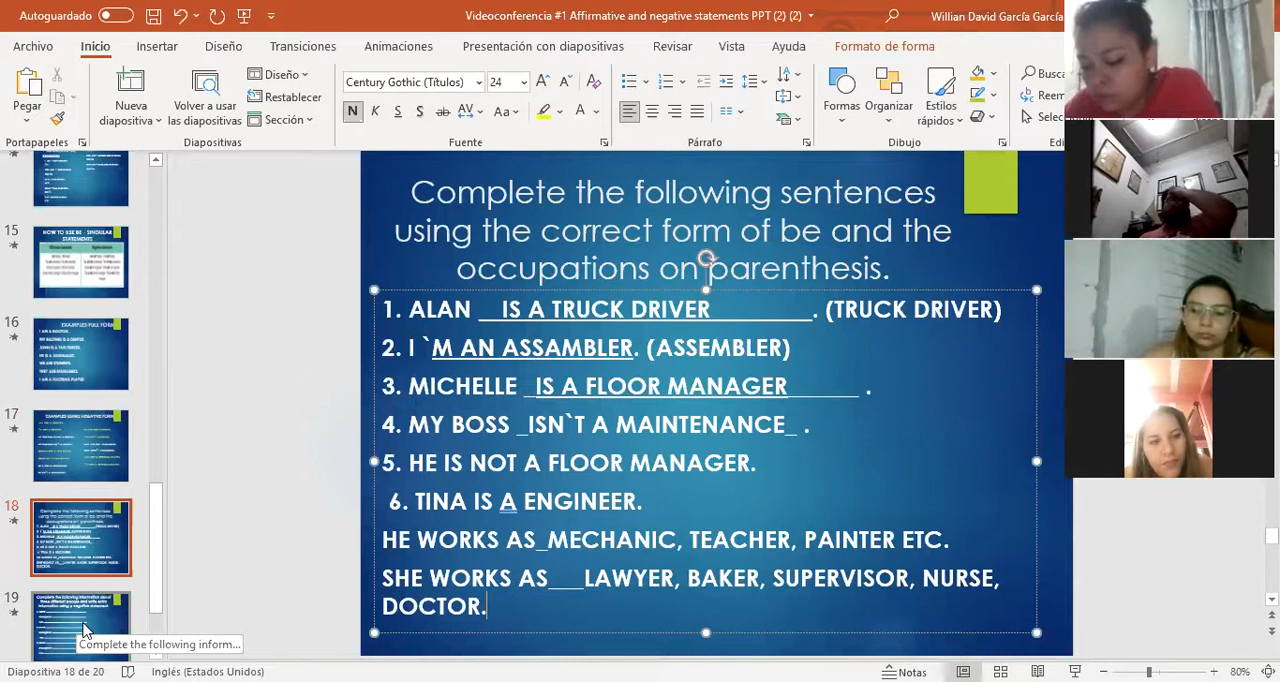 Autoguardado
Videoconferencia #1 Affirmative and negative statements PPT (2) (2)
Willian David García García
Archivo Inicio Insertar Diseño Transiciones Animaciones Presentación con diapositivas Revisar Vista Ayuda Formato de forma
Pegar
Portapapeles
Nueva diapositiva
Volver a usar las diapositivas
Diseño
Restablecer
Sección
Diapositivas
Century Gothic (Títulos) 24
N K S S ab AV Aa A
Fuente
Párrafo
Formas
Organizar
Estilos rápidos
Dibujo
Busca
Reem
Selecc
Complete the following sentences
using the correct form of be and the
occupations on parenthesis.
1. ALAN __IS A TRUCK DRIVER________. (TRUCK DRIVER)
2. I `M AN ASSAMBLER. (ASSEMBLER)
3. MICHELLE _IS A FLOOR MANAGER______ .
4. MY BOSS _ISN`T A MAINTENANCE_ .
5. HE IS NOT A FLOOR MANAGER.
6. TINA IS A ENGINEER.
HE WORKS AS_MECHANIC, TEACHER, PAINTER ETC.
SHE WORKS AS___LAWYER, BAKER, SUPERVISOR, NURSE,
DOCTOR.
15
HOW TO USE BE - SINGULAR STATEMENTS
16
17
18
19
Complete the following inform...
Diapositiva 18 de 20
Inglés (Estados Unidos)
Notas
80%